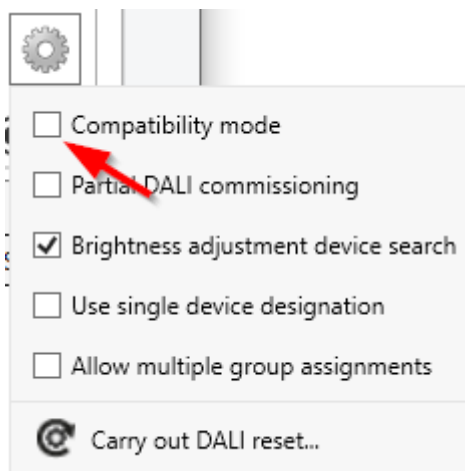 Compatibility mode
Partial DALI commissioning
Brightness adjustment device search
Use single device designation
Allow multiple group assignments
Carry out DALI reset...